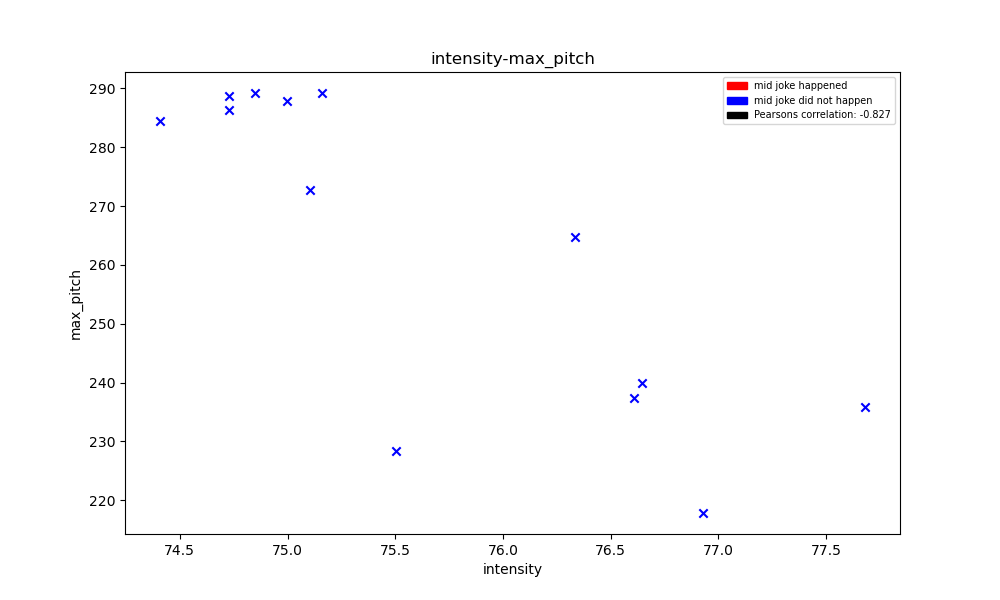 intensity-max_pitch
mid joke happened
mid joke did not happen
Pearsons correlation: -0.827
290
280
270
260
250
240
230
220
max_pitch
74.5 75.0 75.5 76.0 76.5 77.0 77.5
intensity